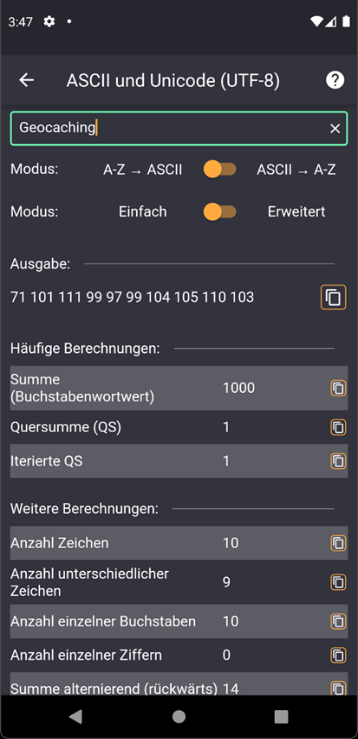 3:47
ASCII und Unicode (UTF-8)
?
Geocaching
Modus: A-Z → ASCII ASCII → A-Z
Modus: Einfach Erweitert
Ausgabe:
71 101 111 99 97 99 104 105 110 103
Häufige Berechnungen:
Summe
(Buchstabenwortwert) 1000
Quersumme (QS) 1
Iterierte QS 1
Weitere Berechnungen:
Anzahl Zeichen 10
Anzahl unterschiedlicher
Zeichen 9
Anzahl einzelner Buchstaben 10
Anzahl einzelner Ziffern 0
Summe alternierend (rückwärts) 14